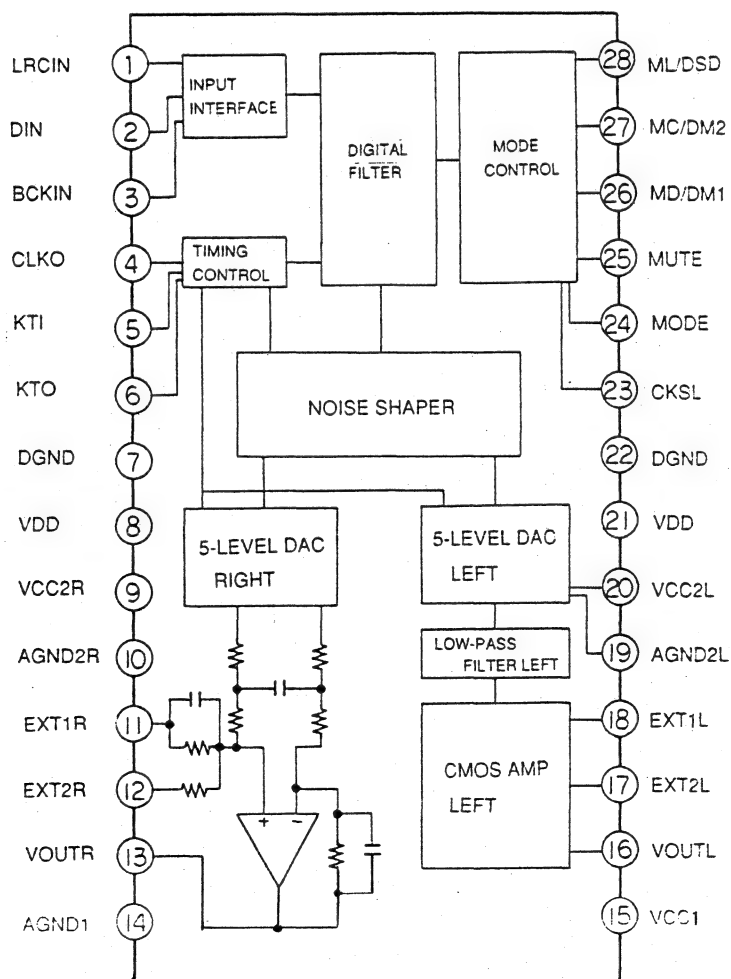 LRCIN
1
DIN
2
BCKIN
3
CLKO
4
KTI
5
KTO
6
DGND
7
VDD
8
VCC2R
9
AGND2R
10
EXT1R
11
EXT2R
12
VOUTR
13
AGND1
14
INPUT
INTERFACE
TIMING
CONTROL
DIGITAL
FILTER
MODE
CONTROL
NOISE SHAPER
5-LEVEL DAC
RIGHT
5-LEVEL DAC
LEFT
LOW-PASS
FILTER LEFT
CMOS AMP
LEFT
+ −
28
ML/DSD
27
MC/DM2
26
MD/DM1
25
MUTE
24
MODE
23
CKSL
22
DGND
21
VDD
20
VCC2L
19
AGND2L
18
EXT1L
17
EXT2L
16
VOUTL
15
VCC1